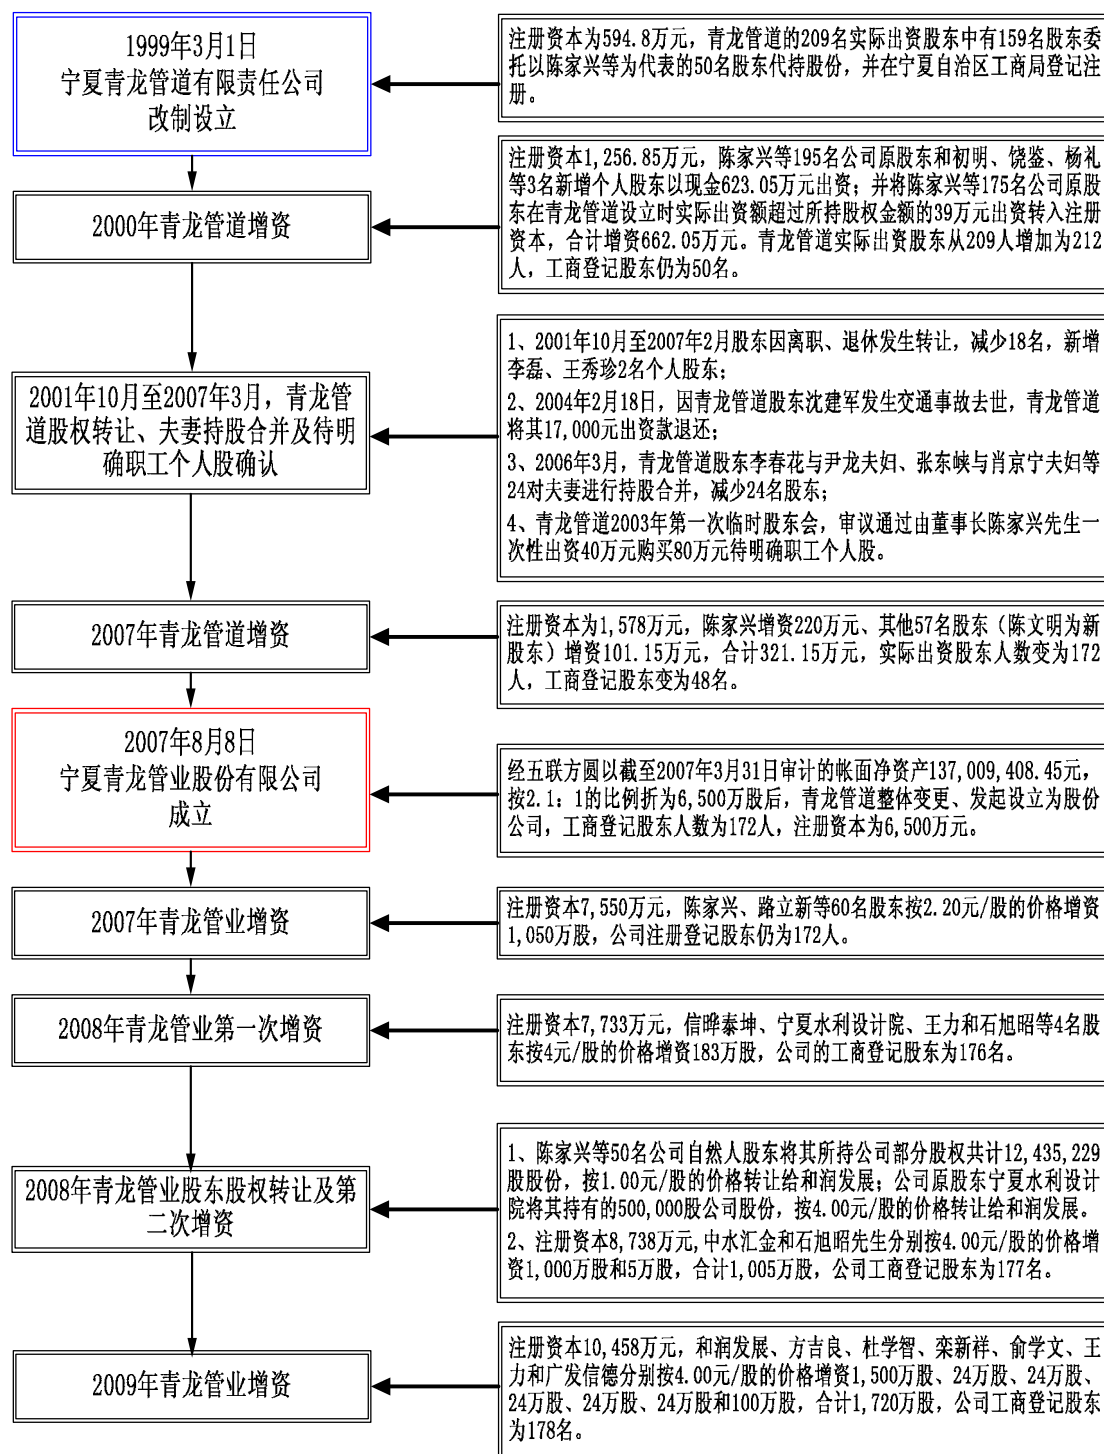 1999年3月1日
宁夏青龙管道有限责任公司
改制设立
注册资本为594.8万元，青龙管道的209名实际出资股东中有159名股东委
托以陈家兴等为代表的50名股东代持股份，并在宁夏自治区工商局登记注
册。
2000年青龙管道增资
注册资本1,256.85万元，陈家兴等195名公司原股东和初明、饶鉴、杨礼
等3名新增个人股东以现金623.05万元出资；并将陈家兴等175名公司原股
东在青龙管道设立时实际出资额超过所持股权金额的39万元出资转入注册
资本，合计增资662.05万元。青龙管道实际出资股东从209人增加为212
人，工商登记股东仍为50名。
2001年10月至2007年3月，青龙管
道股权转让、夫妻持股合并及待明
确职工个人股确认
1、2001年10月至2007年2月股东因离职、退休发生转让，减少18名，新增
李磊、王秀珍2名个人股东；
2、2004年2月18日，因青龙管道股东沈建军发生交通事故去世，青龙管道
将其17,000元出资款退还；
3、2006年3月，青龙管道股东李春花与尹龙夫妇、张东峡与肖京宁夫妇等
24对夫妻进行持股合并，减少24名股东；
4、青龙管道2003年第一次临时股东会，审议通过由董事长陈家兴先生一
次性出资40万元购买80万元待明确职工个人股。
2007年青龙管道增资
注册资本为1,578万元，陈家兴增资220万元、其他57名股东（陈文明为新
股东）增资101.15万元，合计321.15万元，实际出资股东人数变为172
人，工商登记股东变为48名。
2007年8月8日
宁夏青龙管业股份有限公司
成立
经五联方圆以截至2007年3月31日审计的帐面净资产137,009,408.45元，
按2.1：1的比例折为6,500万股后，青龙管道整体变更、发起设立为股份
公司，工商登记股东人数为172人，注册资本为6,500万元。
2007年青龙管业增资
注册资本7,550万元，陈家兴、路立新等60名股东按2.20元/股的价格增资
1,050万股，公司注册登记股东仍为172人。
2008年青龙管业第一次增资
注册资本7,733万元，信晔泰坤、宁夏水利设计院、王力和石旭昭等4名股
东按4元/股的价格增资183万股，公司的工商登记股东为176名。
2008年青龙管业股东股权转让及第
二次增资
1、陈家兴等50名公司自然人股东将其所持公司部分股权共计12,435,229
股股份，按1.00元/股的价格转让给和润发展；公司原股东宁夏水利设计
院将其持有的500,000股公司股份，按4.00元/股的价格转让给和润发展。
2、注册资本8,738万元,中水汇金和石旭昭先生分别按4.00元/股的价格增
资1,000万股和5万股，合计1,005万股，公司工商登记股东为177名。
2009年青龙管业增资
注册资本10,458万元，和润发展、方吉良、杜学智、栾新祥、俞学文、王
力和广发信德分别按4.00元/股的价格增资1,500万股、24万股、24万股、
24万股、24万股、24万股和100万股，合计1,720万股，公司工商登记股东
为178名。